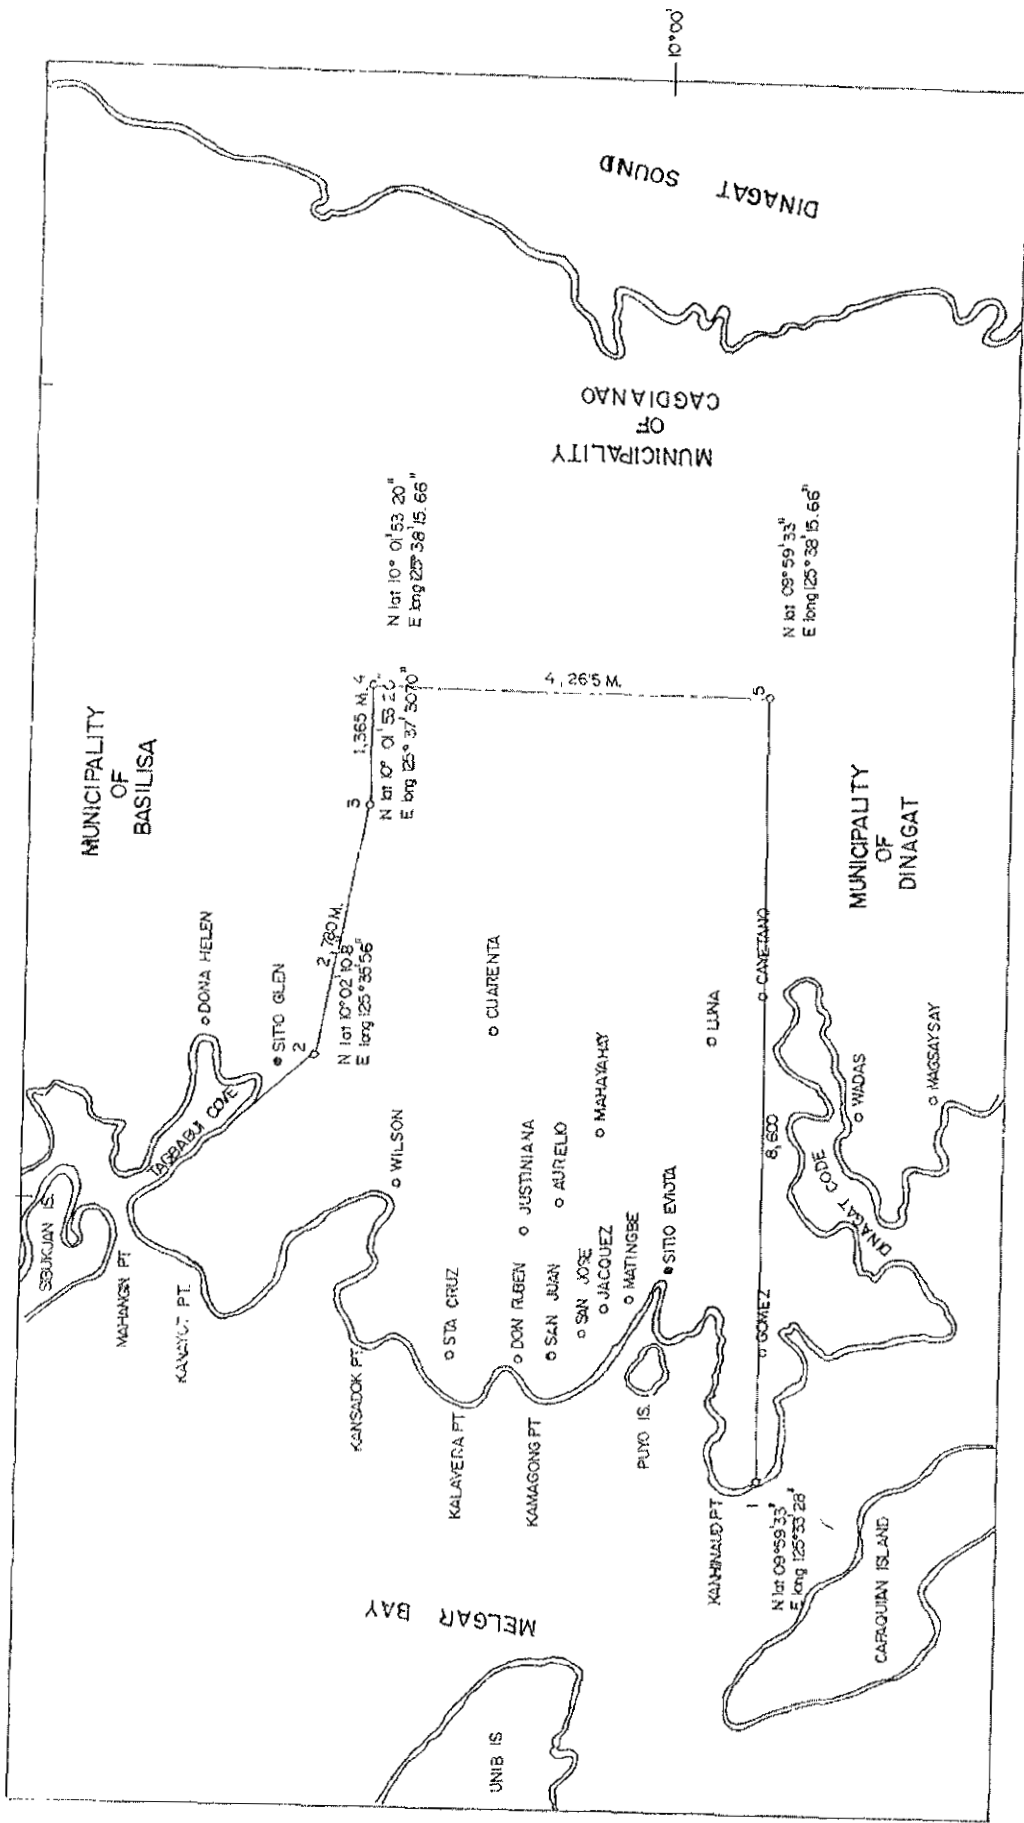 10°00'
DINAGAT SOUND
MUNICIPALITY
OF
CAGDIANAO
MUNICIPALITY
OF
BASILISA
MUNICIPALITY
OF
DINAGAT
N lat 10° 01' 53 20"
E long 125° 38' 15.66"
N lat 09° 59' 33"
E long 125° 38' 15.66"
4
1,365 M.
4,265 M.
5
3
N lat 10° 01' 53 20"
E long 125° 37' 30 70"
2,780 M.
2
N lat 10° 02' 10.8"
E long 125° 35' 56"
DONA HELEN
SITIO GLEN
TAGBABUI COVE
SIBUKJAN IS.
MAHANGIN PT
KANAYUT PT.
WILSON
CUARENTA
MAHAYAHAY
LUNA
CAYETANO
JUSTINIANA
AURELIO
KANSADOK PT.
STA CRUZ
DON RUBEN
SAN JUAN
SAN JOSE
JACQUEZ
MATINGBE
SITIO EVIOTA
8,600
GOMEZ
WADAS
MAGSAYSAY
DINAGAT CODE
KALAVERA PT
KAMAGONG PT
PUYO IS.
KANHINAUD PT
1
N lat 09° 59' 33"
E long 125° 33' 28"
MELGAR BAY
UNIB IS
CAPAQUIAN ISLAND